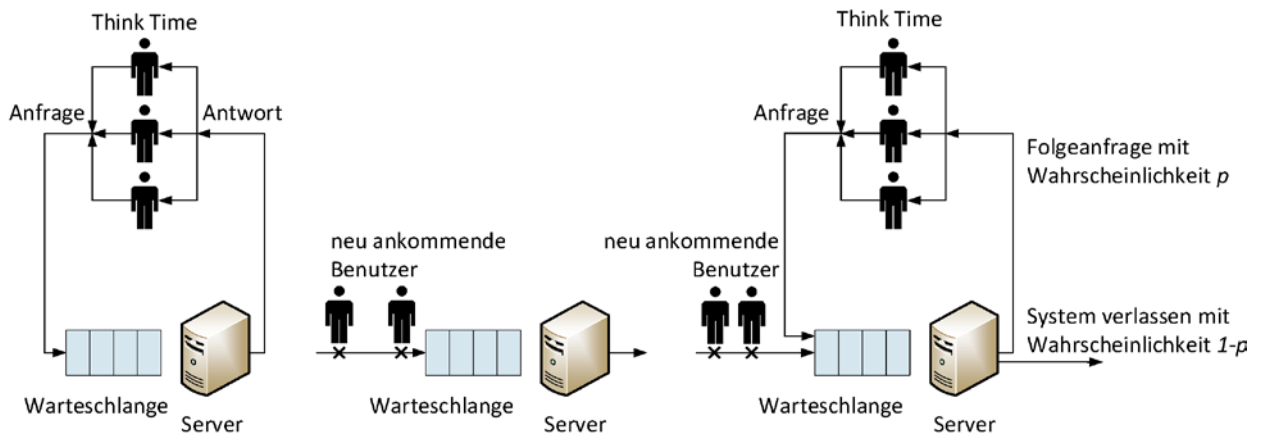 Think Time
Anfrage
Antwort
Warteschlange
Server
neu ankommende
Benutzer
Warteschlange
Server
Think Time
Anfrage
Folgeanfrage mit
Wahrscheinlichkeit p
neu ankommende
Benutzer
System verlassen mit
Wahrscheinlichkeit 1-p
Warteschlange
Server